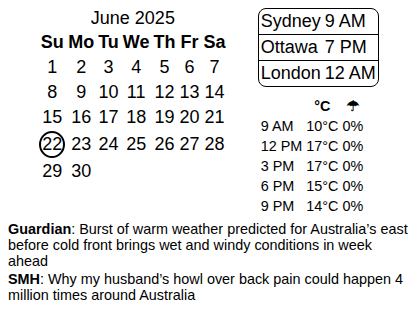 June 2025
Su Mo Tu We Th Fr Sa
1 2 3 4 5 6 7
8 9 10 11 12 13 14
15 16 17 18 19 20 21
22 23 24 25 26 27 28
29 30
Sydney 9 AM
Ottawa 7 PM
London 12 AM
°C ☂
9 AM 10°C 0%
12 PM 17°C 0%
3 PM 17°C 0%
6 PM 15°C 0%
9 PM 14°C 0%
Guardian: Burst of warm weather predicted for Australia’s east
before cold front brings wet and windy conditions in week
ahead
SMH: Why my husband’s howl over back pain could happen 4
million times around Australia